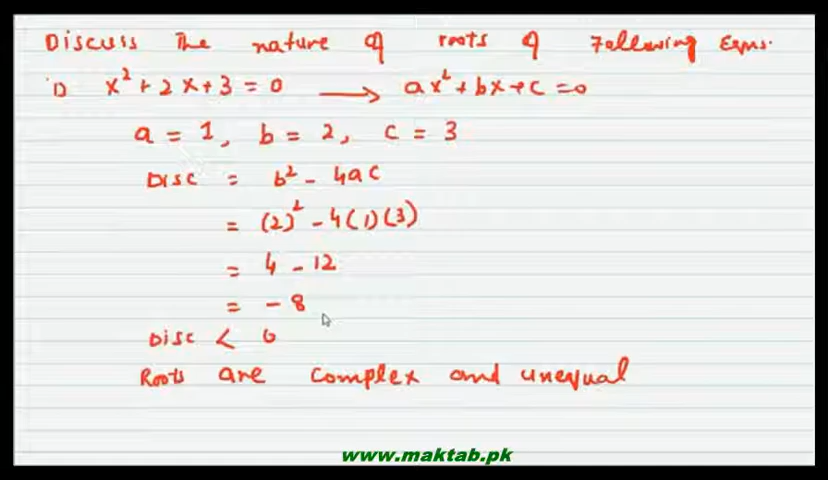 Discuss The nature of roots of Following Eqns.
1) x² + 2x + 3 = 0 → ax² + bx + c = 0
a = 1, b = 2, c = 3
Disc = b² - 4ac
= (2)² - 4(1)(3)
= 4 - 12
= - 8
Disc < 0
Roots are complex and unequal
www.maktab.pk